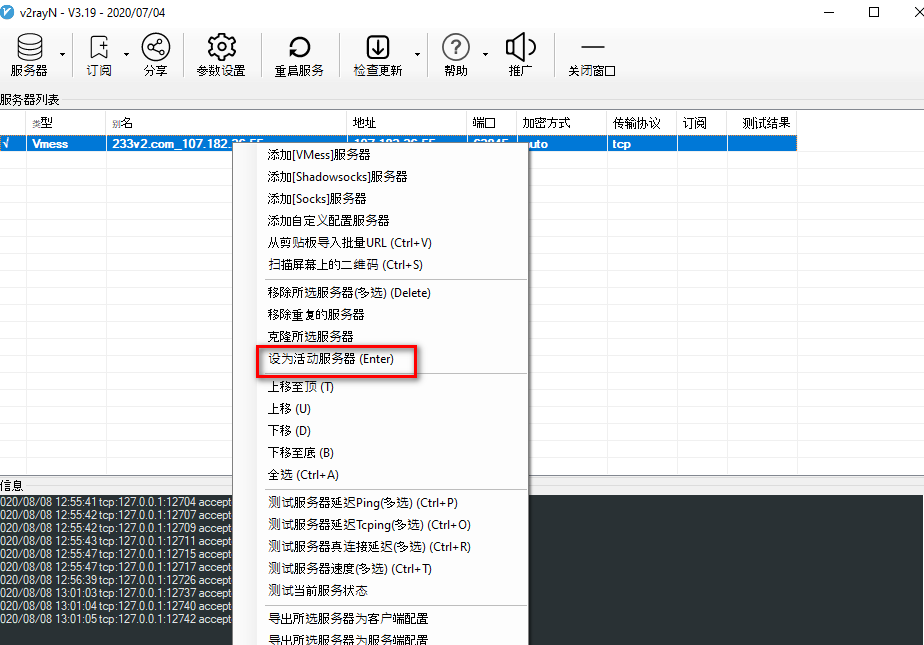 v2rayN - V3.19 - 2020/07/04
服务器 订阅 分享 参数设置 重启服务 检查更新 帮助 推广 关闭窗口
服务器列表
类型 别名 地址 端口 加密方式 传输协议 订阅 测试结果
√ Vmess 233v2.com_107.182. auto tcp
添加[VMess]服务器
添加[Shadowsocks]服务器
添加[Socks]服务器
添加自定义配置服务器
从剪贴板导入批量URL (Ctrl+V)
扫描屏幕上的二维码 (Ctrl+S)
移除所选服务器(多选) (Delete)
移除重复的服务器
克隆所选服务器
设为活动服务器 (Enter)
上移至顶 (T)
上移 (U)
下移 (D)
下移至底 (B)
全选 (Ctrl+A)
测试服务器延迟Ping(多选) (Ctrl+P)
测试服务器延迟Tcping(多选) (Ctrl+O)
测试服务器真连接延迟(多选) (Ctrl+R)
测试服务器速度(多选) (Ctrl+T)
测试当前服务状态
导出所选服务器为客户端配置
导出所选服务器为服务端配置
信息
020/08/08 12:55:41 tcp:127.0.0.1:12704 accept
020/08/08 12:55:42 tcp:127.0.0.1:12707 accept
020/08/08 12:55:42 tcp:127.0.0.1:12709 accept
020/08/08 12:55:43 tcp:127.0.0.1:12711 accept
020/08/08 12:55:47 tcp:127.0.0.1:12715 accept
020/08/08 12:55:47 tcp:127.0.0.1:12717 accept
020/08/08 12:56:39 tcp:127.0.0.1:12726 accept
020/08/08 13:01:03 tcp:127.0.0.1:12737 accept
020/08/08 13:01:04 tcp:127.0.0.1:12740 accept
020/08/08 13:01:05 tcp:127.0.0.1:12742 accept